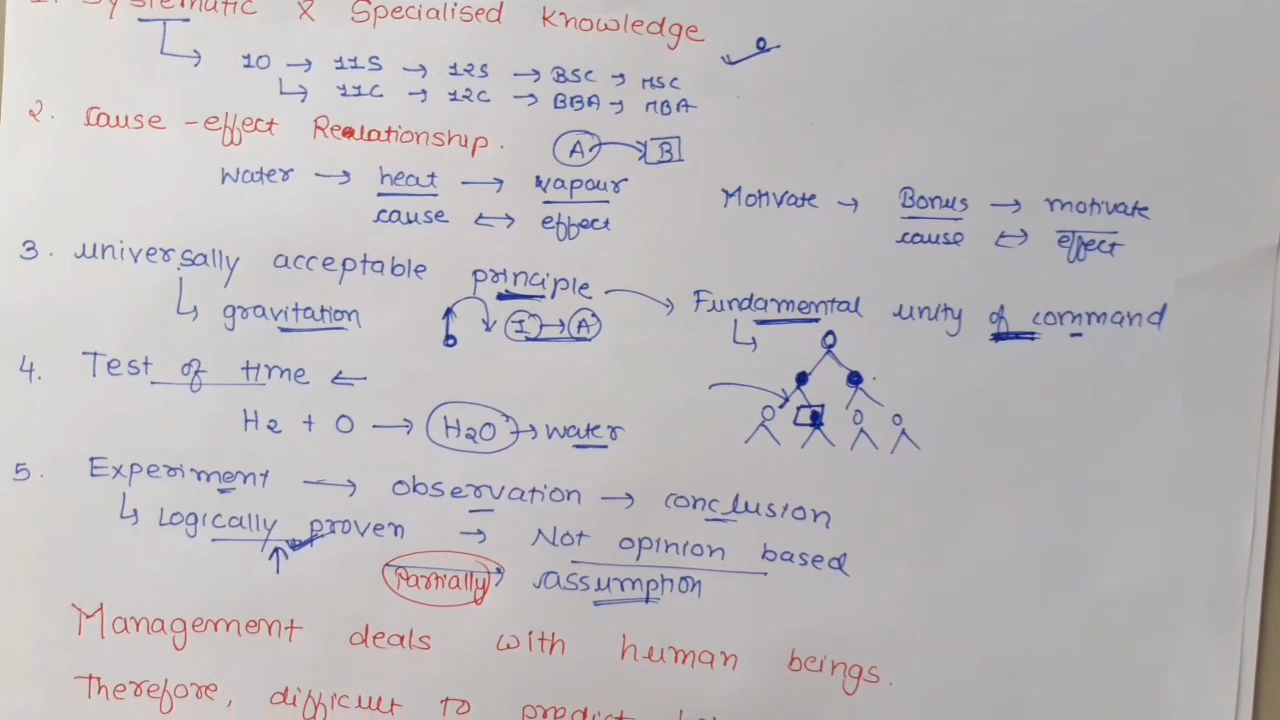 1. Systematic & Specialised Knowledge
10 → 11S → 12S → BSC → MSC
↳ 11C → 12C → BBA → MBA
2. Cause-effect Realationship. A → B
Water → heat → vapour
cause ↔ effect
Motivate → Bonus → motivate
cause ↔ effect
3. universally acceptable principle → Fundamental unity of command
↳ gravitation I → A
4. Test of time ←
H2 + O → H2O → water
5. Experiment → observation → conclusion
↳ Logically proven → Not opinion based
Partially assumption
Management deals with human beings.
Therefore, difficult to predict